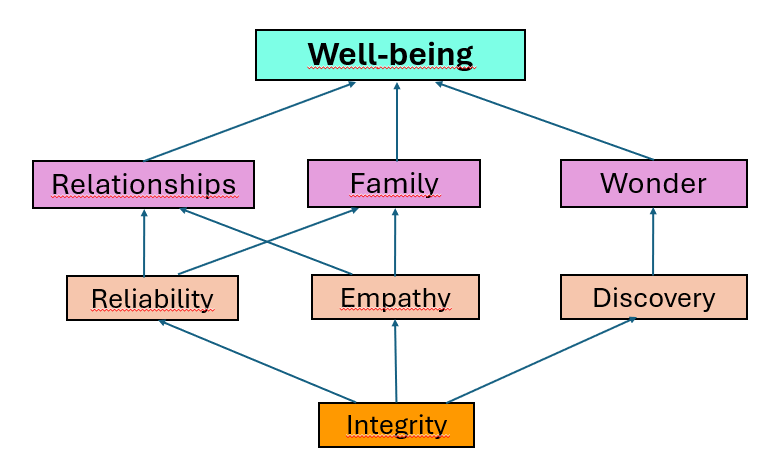 Well-being
Relationships
Family
Wonder
Reliability
Empathy
Discovery
Integrity